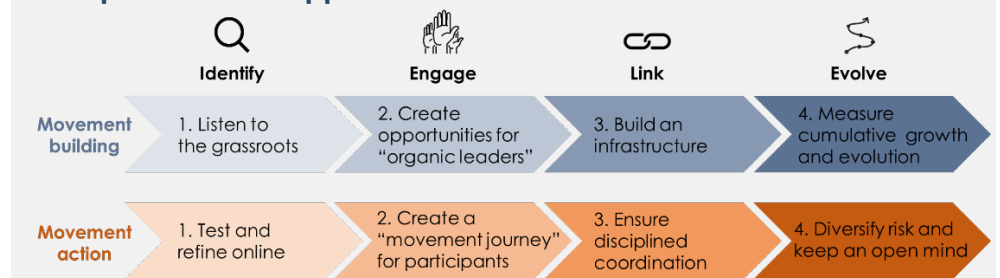 Identify
Engage
Link
Evolve
Movement
building
1. Listen to
the grassroots
2. Create
opportunities for
“organic leaders”
3. Build an
infrastructure
4. Measure
cumulative growth
and evolution
Movement
action
1. Test and
refine online
2. Create a
“movement journey”
for participants
3. Ensure
disciplined
coordination
4. Diversify risk and
keep an open mind